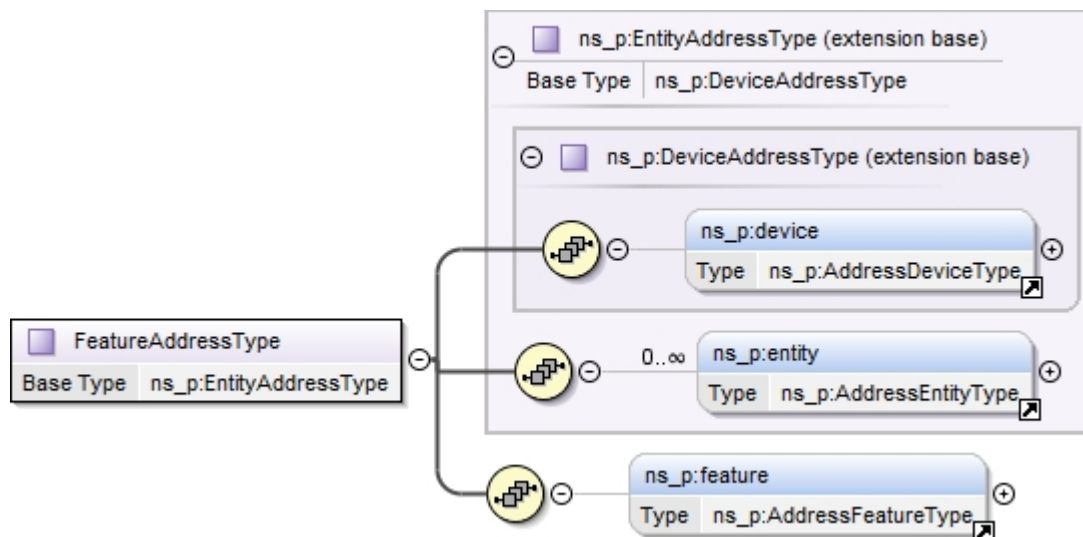 ns_p:EntityAddressType (extension base)
Base Type ns_p:DeviceAddressType
ns_p:DeviceAddressType (extension base)
ns_p:device
Type ns_p:AddressDeviceType
FeatureAddressType
Base Type ns_p:EntityAddressType
0..∞
ns_p:entity
Type ns_p:AddressEntityType
ns_p:feature
Type ns_p:AddressFeatureType